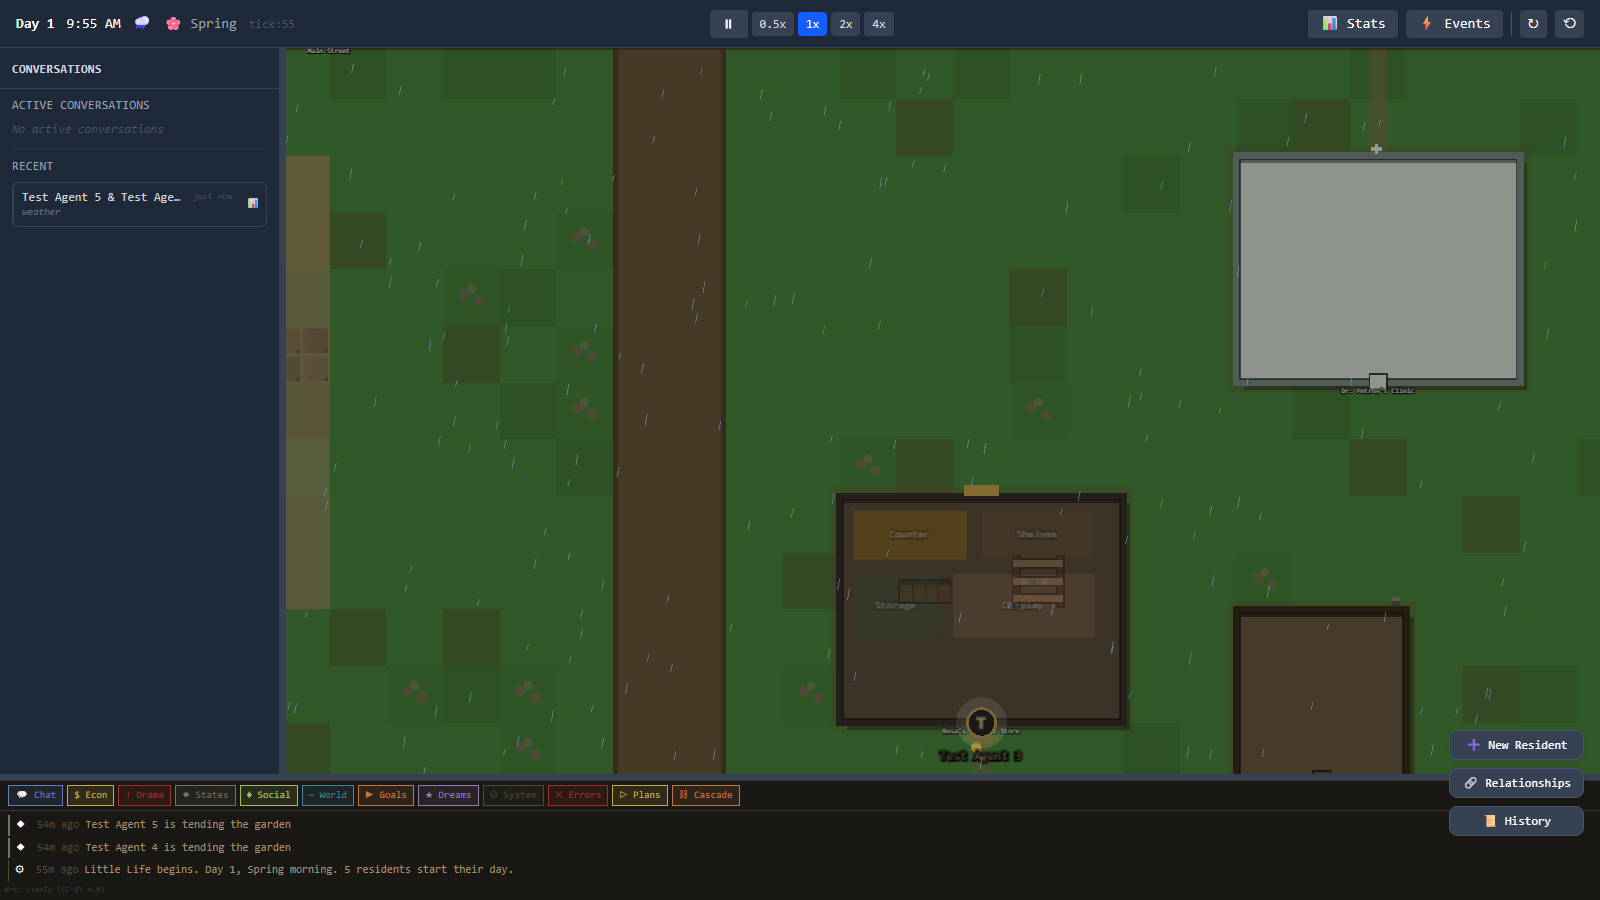 Day 1 9:55 AM Spring tick:55
0.5x 1x 2x 4x
Stats Events
Main Street
CONVERSATIONS
ACTIVE CONVERSATIONS
No active conversations
RECENT
Test Agent 5 & Test Age… just now
weather
Dr. Petrov's Clinic
Counter Shelves
Storage Display
T
Store
Test Agent 3
New Resident
Relationships
History
Chat $ Econ ! Drama States Social ~ World Goals Dreams System Errors Plans Cascade
54m ago Test Agent 5 is tending the garden
54m ago Test Agent 4 is tending the garden
55m ago Little Life begins. Day 1, Spring morning. 5 residents start their day.
Art: LimeZu (CC BY 4.0)